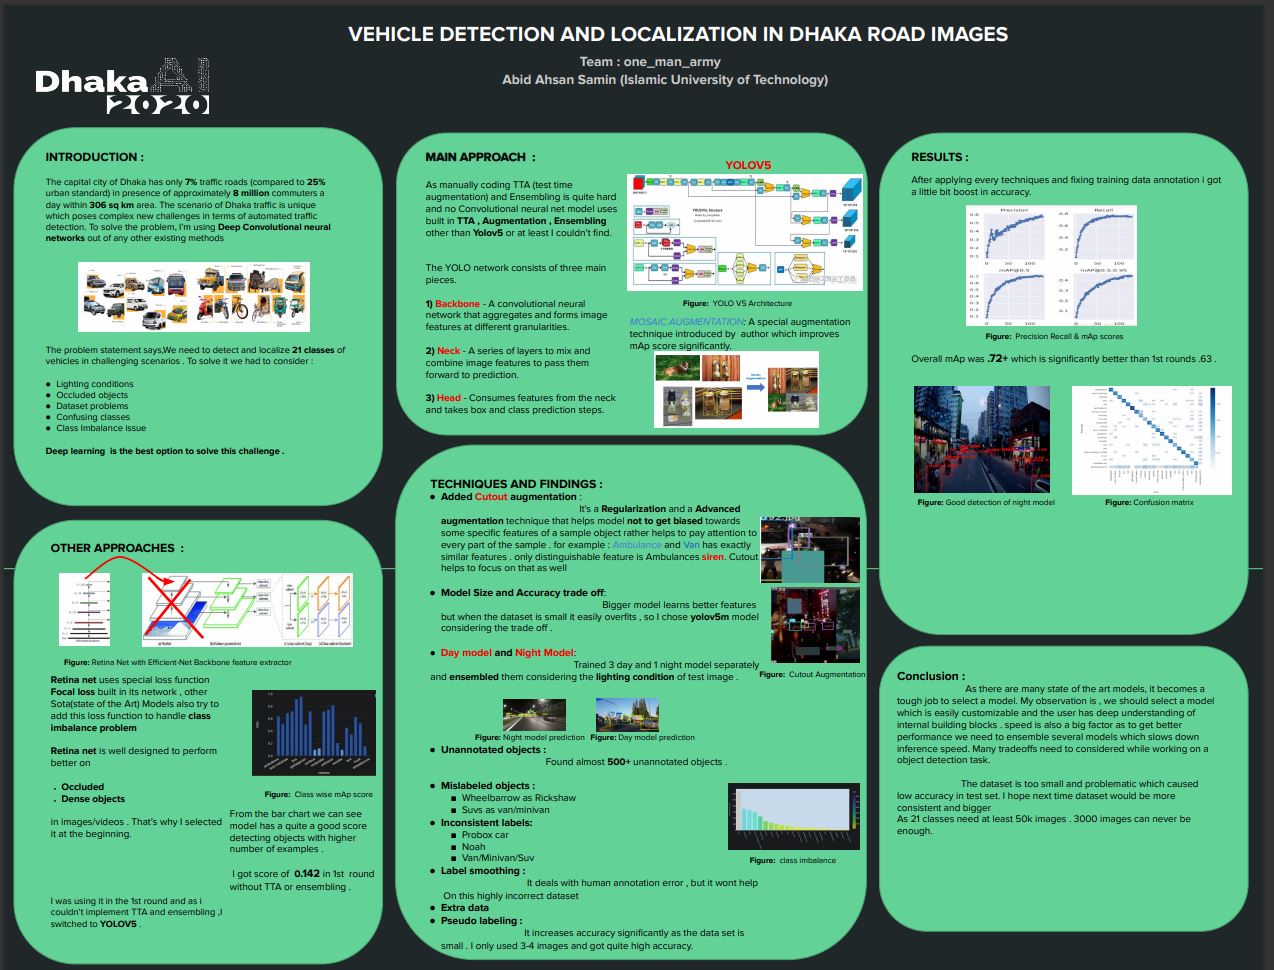 VEHICLE DETECTION AND LOCALIZATION IN DHAKA ROAD IMAGES
Team : one_man_army
Abid Ahsan Samin (Islamic University of Technology)
Dhaka AI
2020
INTRODUCTION :
The capital city of Dhaka has only 7% traffic roads (compared to 25%
urban standard) in presence of approximately 8 million commuters a
day within 306 sq km area. The scenario of Dhaka traffic is unique
which poses complex new challenges in terms of automated traffic
detection. To solve the problem, I'm using Deep Convolutional neural
networks out of any other existing methods
The problem statement says,We need to detect and localize 21 classes of
vehicles in challenging scenarios . To solve it we had to consider :
● Lighting conditions
● Occluded objects
● Dataset problems
● Confusing classes
● Class Imbalance issue
Deep learning is the best option to solve this challenge .
OTHER APPROACHES :
Figure: Retina Net with Efficient-Net Backbone feature extractor
Retina net uses special loss function
Focal loss built in its network , other
Sota(state of the Art) Models also try to
add this loss function to handle class
imbalance problem
Retina net is well designed to perform
better on
. Occluded
. Dense objects
in images/videos . That's why I selected
it at the beginning.
I was using it in the 1st round and as i
couldn't implement TTA and ensembling ,I
switched to YOLOV5 .
Figure: Class wise mAp score
From the bar chart we can see
model has a quite a good score
detecting objects with higher
number of examples .
I got score of 0.142 in 1st round
without TTA or ensembling .
MAIN APPROACH :
As manually coding TTA (test time
augmentation) and Ensembling is quite hard
and no Convolutional neural net model uses
built in TTA , Augmentation , Ensembling
other than Yolov5 or at least I couldn't find.
The YOLO network consists of three main
pieces.
1) Backbone - A convolutional neural
network that aggregates and forms image
features at different granularities.
2) Neck - A series of layers to mix and
combine image features to pass them
forward to prediction.
3) Head - Consumes features from the neck
and takes box and class prediction steps.
YOLOV5
Figure: YOLO V5 Architecture
MOSAIC AUGMENTATION: A special augmentation
technique introduced by author which improves
mAp score significantly.
TECHNIQUES AND FINDINGS :
● Added Cutout augmentation :
It's a Regularization and a Advanced
augmentation technique that helps model not to get biased towards
some specific features of a sample object rather helps to pay attention to
every part of the sample . for example : Ambulance and Van has exactly
similar features . only distinguishable feature is Ambulances siren. Cutout
helps to focus on that as well
● Model Size and Accuracy trade off:
Bigger model learns better features
but when the dataset is small it easily overfits , so I chose yolov5m model
considering the trade off .
● Day model and Night Model:
Trained 3 day and 1 night model separately
and ensembled them considering the lighting condition of test image .
Figure: Cutout Augmentation
Figure: Night model prediction
Figure: Day model prediction
● Unannotated objects :
Found almost 500+ unannotated objects .
● Mislabeled objects :
■ Wheelbarrow as Rickshaw
■ Suvs as van/minivan
● Inconsistent labels:
■ Probox car
■ Noah
■ Van/Minivan/Suv
● Label smoothing :
It deals with human annotation error , but it wont help
On this highly incorrect dataset
● Extra data
● Pseudo labeling :
It increases accuracy significantly as the data set is
small . I only used 3-4 images and got quite high accuracy.
Figure: class imbalance
RESULTS :
After applying every techniques and fixing training data annotation i got
a little bit boost in accuracy.
Precision
Recall
mAP@0.5
mAP@0.5:0.95
Figure: Precision Recall & mAp scores
Overall mAp was .72+ which is significantly better than 1st rounds .63 .
Figure: Good detection of night model
Figure: Confusion matrix
Conclusion :
As there are many state of the art models, it becomes a
tough job to select a model. My observation is , we should select a model
which is easily customizable and the user has deep understanding of
internal building blocks . speed is also a big factor as to get better
performance we need to ensemble several models which slows down
inference speed. Many tradeoffs need to considered while working on a
object detection task.
The dataset is too small and problematic which caused
low accuracy in test set. I hope next time dataset would be more
consistent and bigger
As 21 classes need at least 50k images . 3000 images can never be
enough.